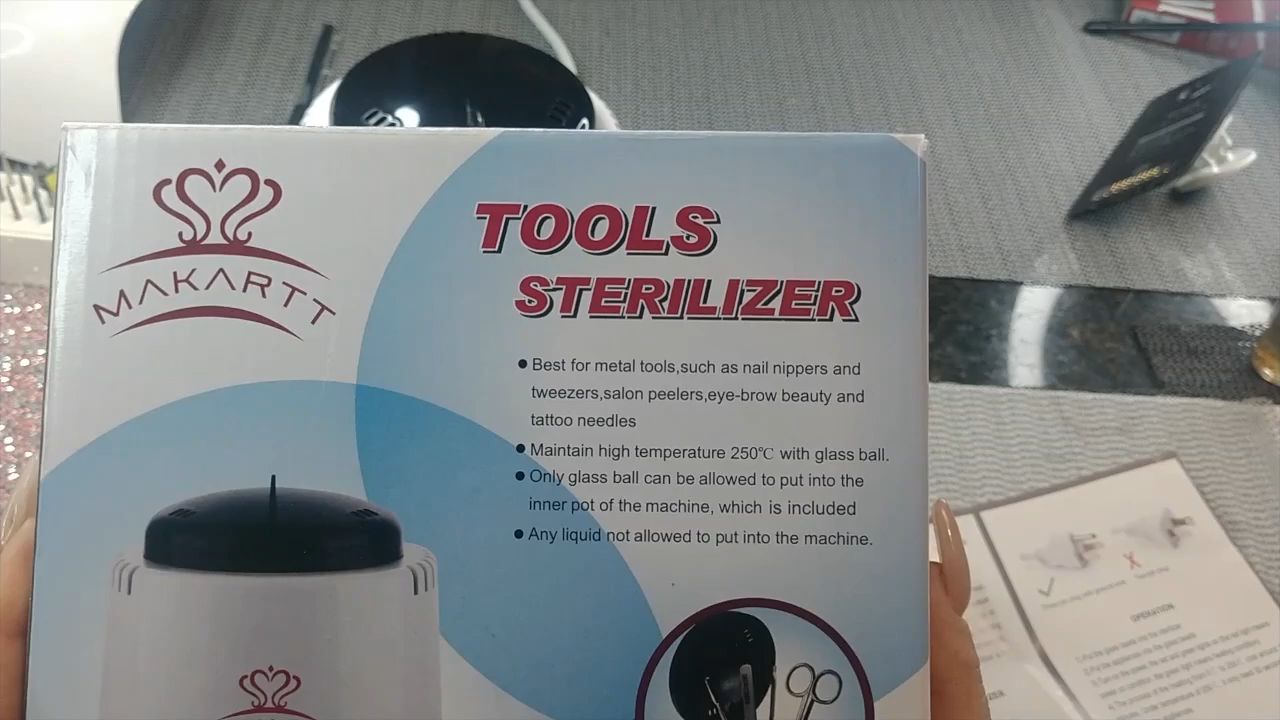 MAKARTT
TOOLS
STERILIZER
Best for metal tools,such as nail nippers and
tweezers,salon peelers,eye-brow beauty and
tattoo needles
Maintain high temperature 250℃ with glass ball.
Only glass ball can be allowed to put into the
inner pot of the machine, which is included
Any liquid not allowed to put into the machine.
OPERATION